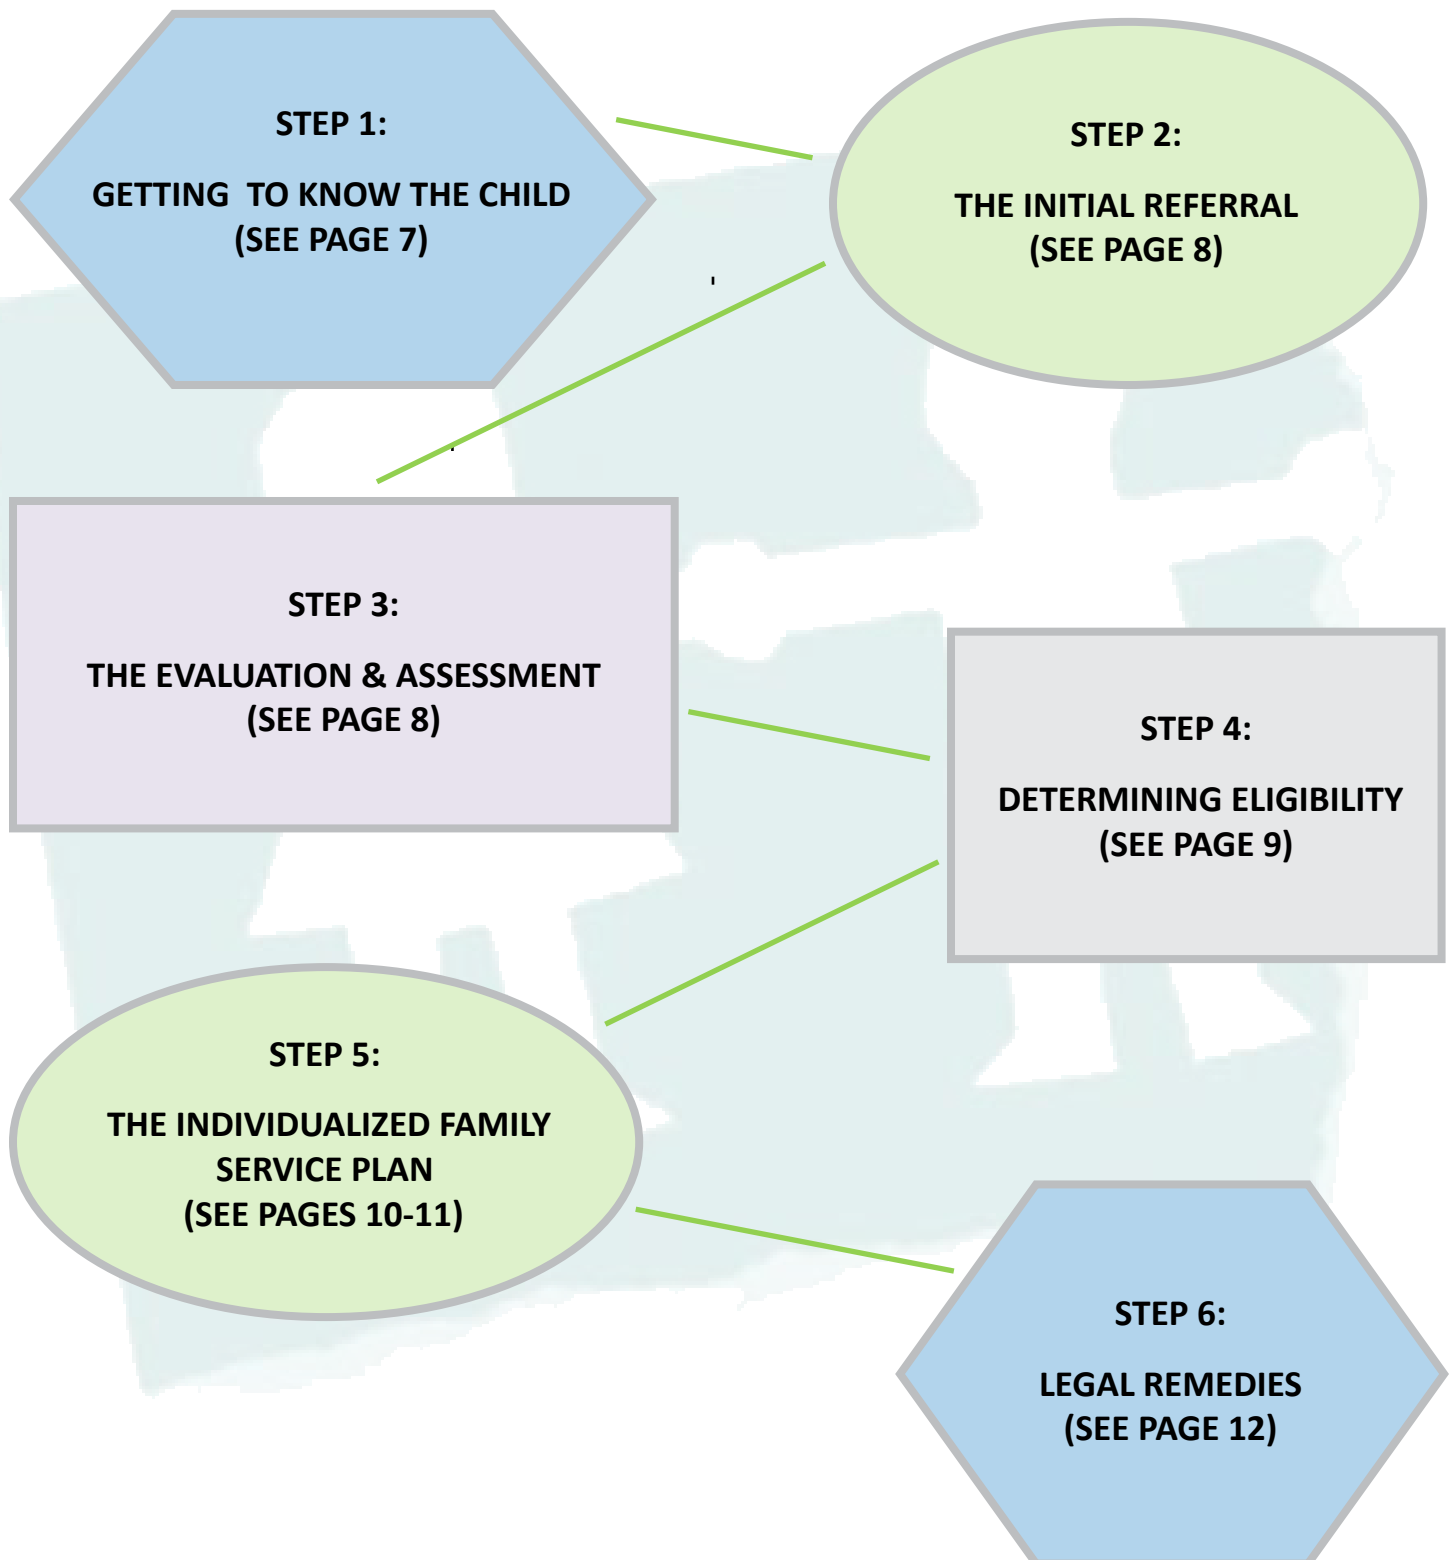 STEP 1:
GETTING TO KNOW THE CHILD
(SEE PAGE 7)
STEP 2:
THE INITIAL REFERRAL
(SEE PAGE 8)
STEP 3:
THE EVALUATION & ASSESSMENT
(SEE PAGE 8)
STEP 4:
DETERMINING ELIGIBILITY
(SEE PAGE 9)
STEP 5:
THE INDIVIDUALIZED FAMILY
SERVICE PLAN
(SEE PAGES 10-11)
STEP 6:
LEGAL REMEDIES
(SEE PAGE 12)